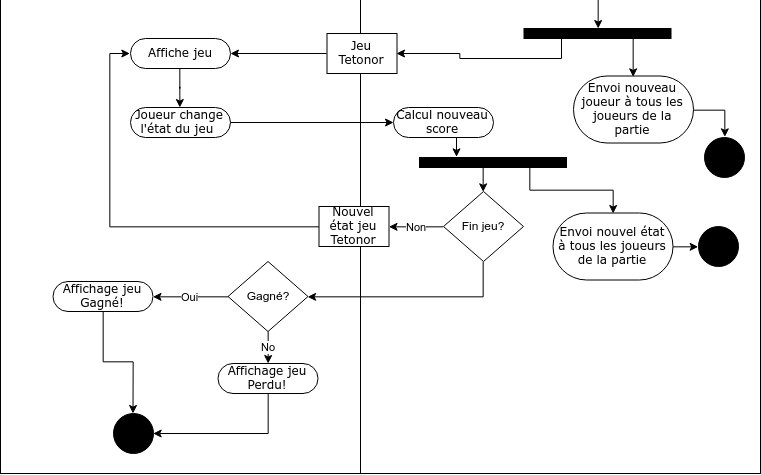 Affiche jeu
Jeu
Tetonor
Envoi nouveau
joueur à tous les
joueurs de la
partie
Joueur change
l'état du jeu
Calcul nouveau
score
Nouvel
état jeu
Tetonor
Non
Fin jeu?
Envoi nouvel état
à tous les joueurs
de la partie
Affichage jeu
Gagné!
Oui
Gagné?
No
Affichage jeu
Perdu!